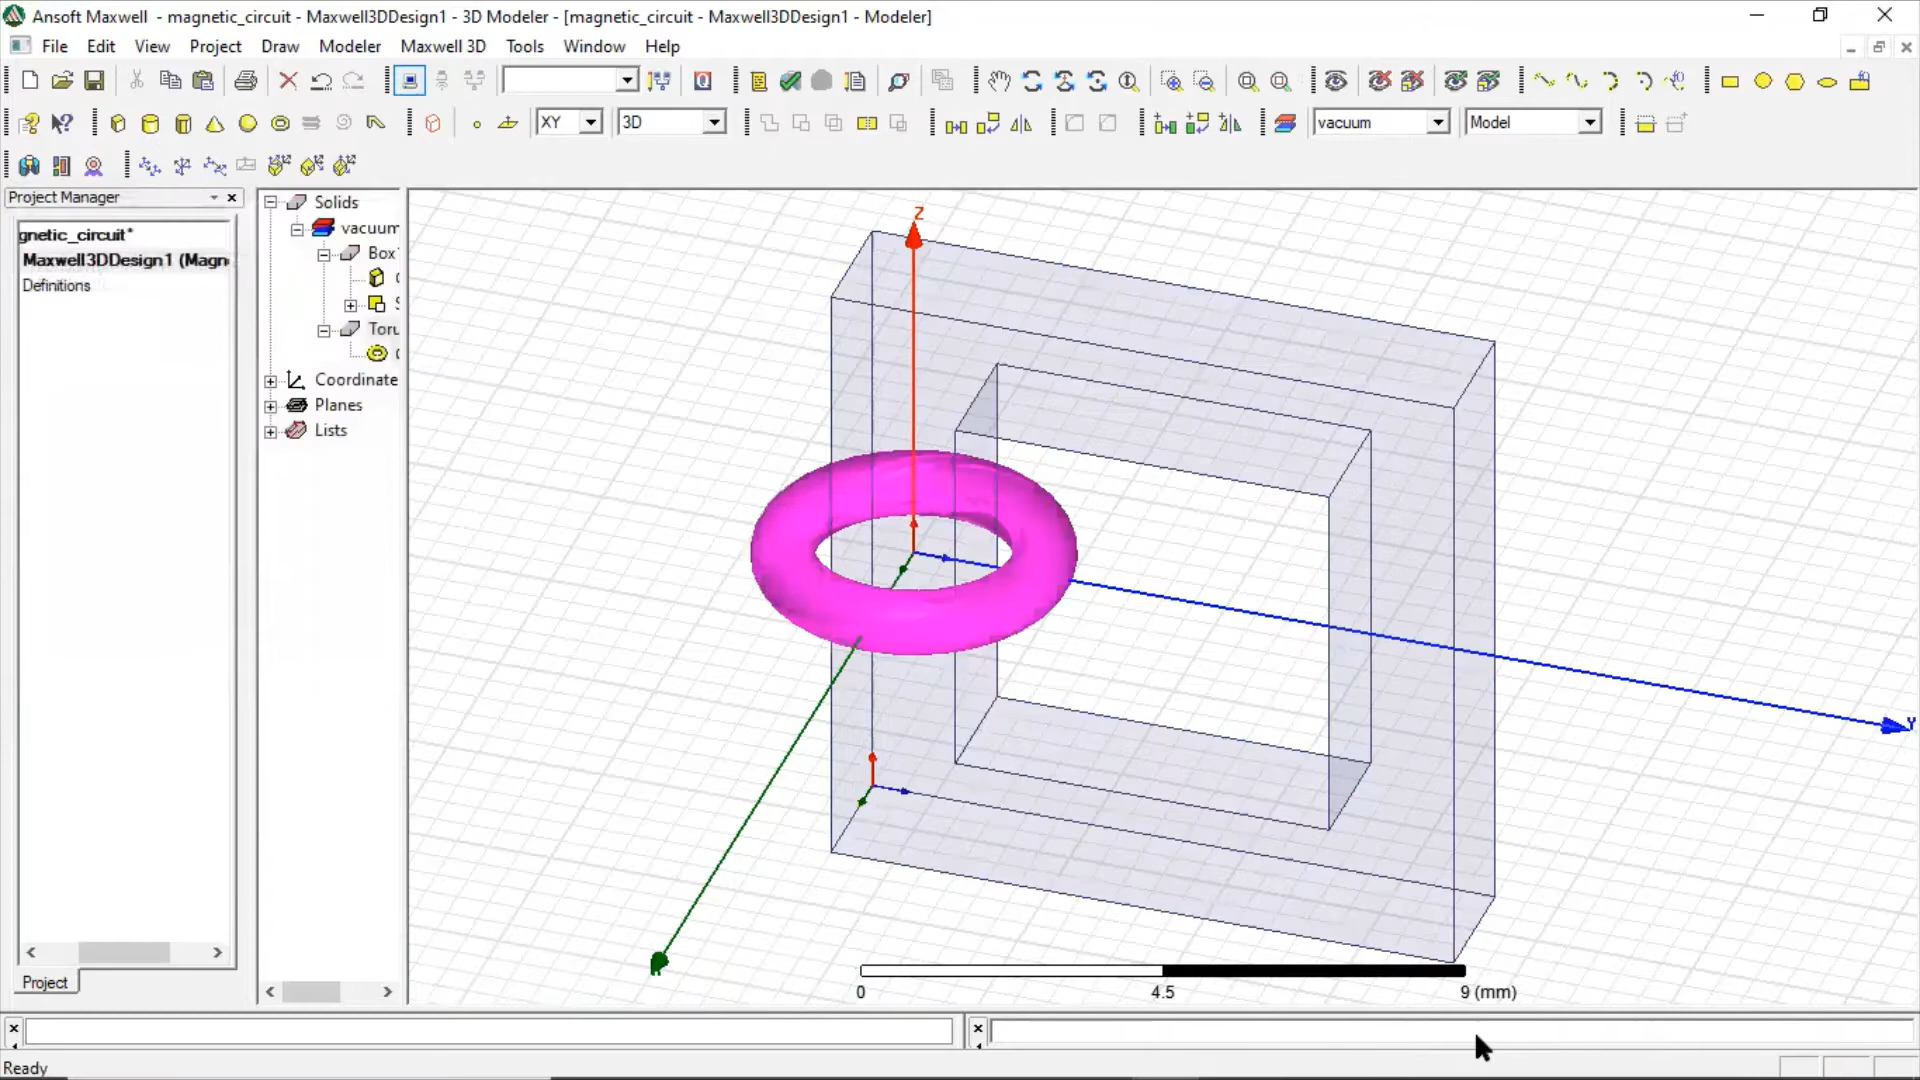 Ansoft Maxwell - magnetic_circuit - Maxwell3DDesign1 - 3D Modeler - [magnetic_circuit - Maxwell3DDesign1 - Modeler]
File Edit View Project Draw Modeler Maxwell 3D Tools Window Help
XY 3D vacuum Model
Project Manager
gnetic_circuit*
Maxwell3DDesign1 (Magn
Definitions
Project
Solids
vacuum
Box
Toru
Coordinate
Planes
Lists
Z
Y
0 4.5 9 (mm)
Ready